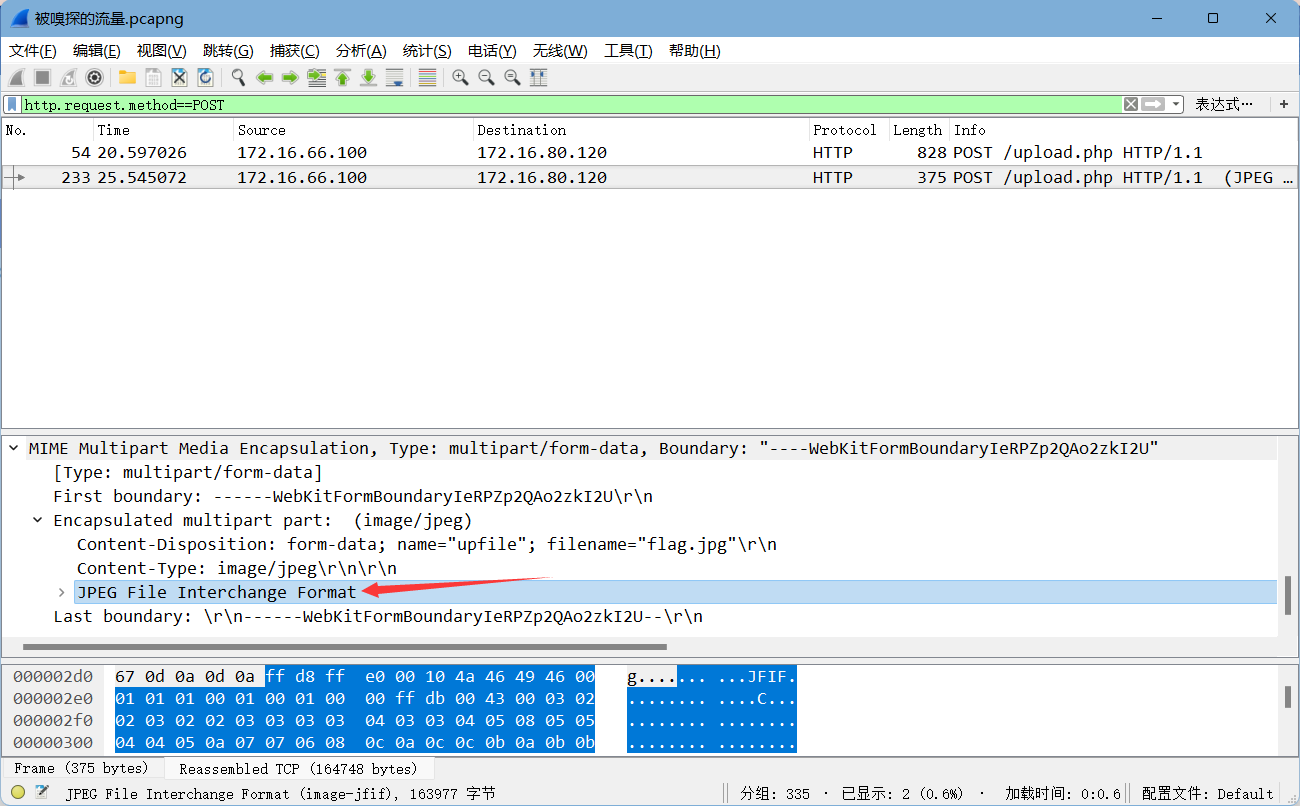 被嗅探的流量.pcapng
文件(F) 编辑(E) 视图(V) 跳转(G) 捕获(C) 分析(A) 统计(S) 电话(Y) 无线(W) 工具(T) 帮助(H)
http.request.method==POST 表达式… +
No. Time Source Destination Protocol Length Info
54 20.597026 172.16.66.100 172.16.80.120 HTTP 828 POST /upload.php HTTP/1.1
233 25.545072 172.16.66.100 172.16.80.120 HTTP 375 POST /upload.php HTTP/1.1 (JPEG …
MIME Multipart Media Encapsulation, Type: multipart/form-data, Boundary: "----WebKitFormBoundaryIeRPZp2QAo2zkI2U"
[Type: multipart/form-data]
First boundary: ------WebKitFormBoundaryIeRPZp2QAo2zkI2U\r\n
Encapsulated multipart part:  (image/jpeg)
Content-Disposition: form-data; name="upfile"; filename="flag.jpg"\r\n
Content-Type: image/jpeg\r\n\r\n
JPEG File Interchange Format
Last boundary: \r\n------WebKitFormBoundaryIeRPZp2QAo2zkI2U--\r\n
000002d0 67 0d 0a 0d 0a ff d8 ff e0 00 10 4a 46 49 46 00 g....... ...JFIF.
000002e0 01 01 01 00 01 00 01 00 00 ff db 00 43 00 03 02 ........ ....C...
000002f0 02 03 02 02 03 03 03 03 04 03 03 04 05 08 05 05 ........ ........
00000300 04 04 05 0a 07 07 06 08 0c 0a 0c 0c 0b 0a 0b 0b ........ ........
Frame (375 bytes) Reassembled TCP (164748 bytes)
JPEG File Interchange Format (image-jfif), 163977 字节 分组: 335 · 已显示: 2 (0.6%) · 加载时间: 0:0.6 配置文件: Default